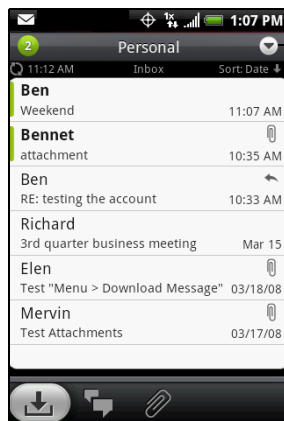 1:07 PM
2 Personal
11:12 AM Inbox Sort: Date
Ben
Weekend 11:07 AM
Bennet
attachment 10:35 AM
Ben
RE: testing the account 10:33 AM
Richard
3rd quarter business meeting Mar 15
Elen
Test "Menu > Download Message" 03/18/08
Mervin
Test Attachments 03/17/08